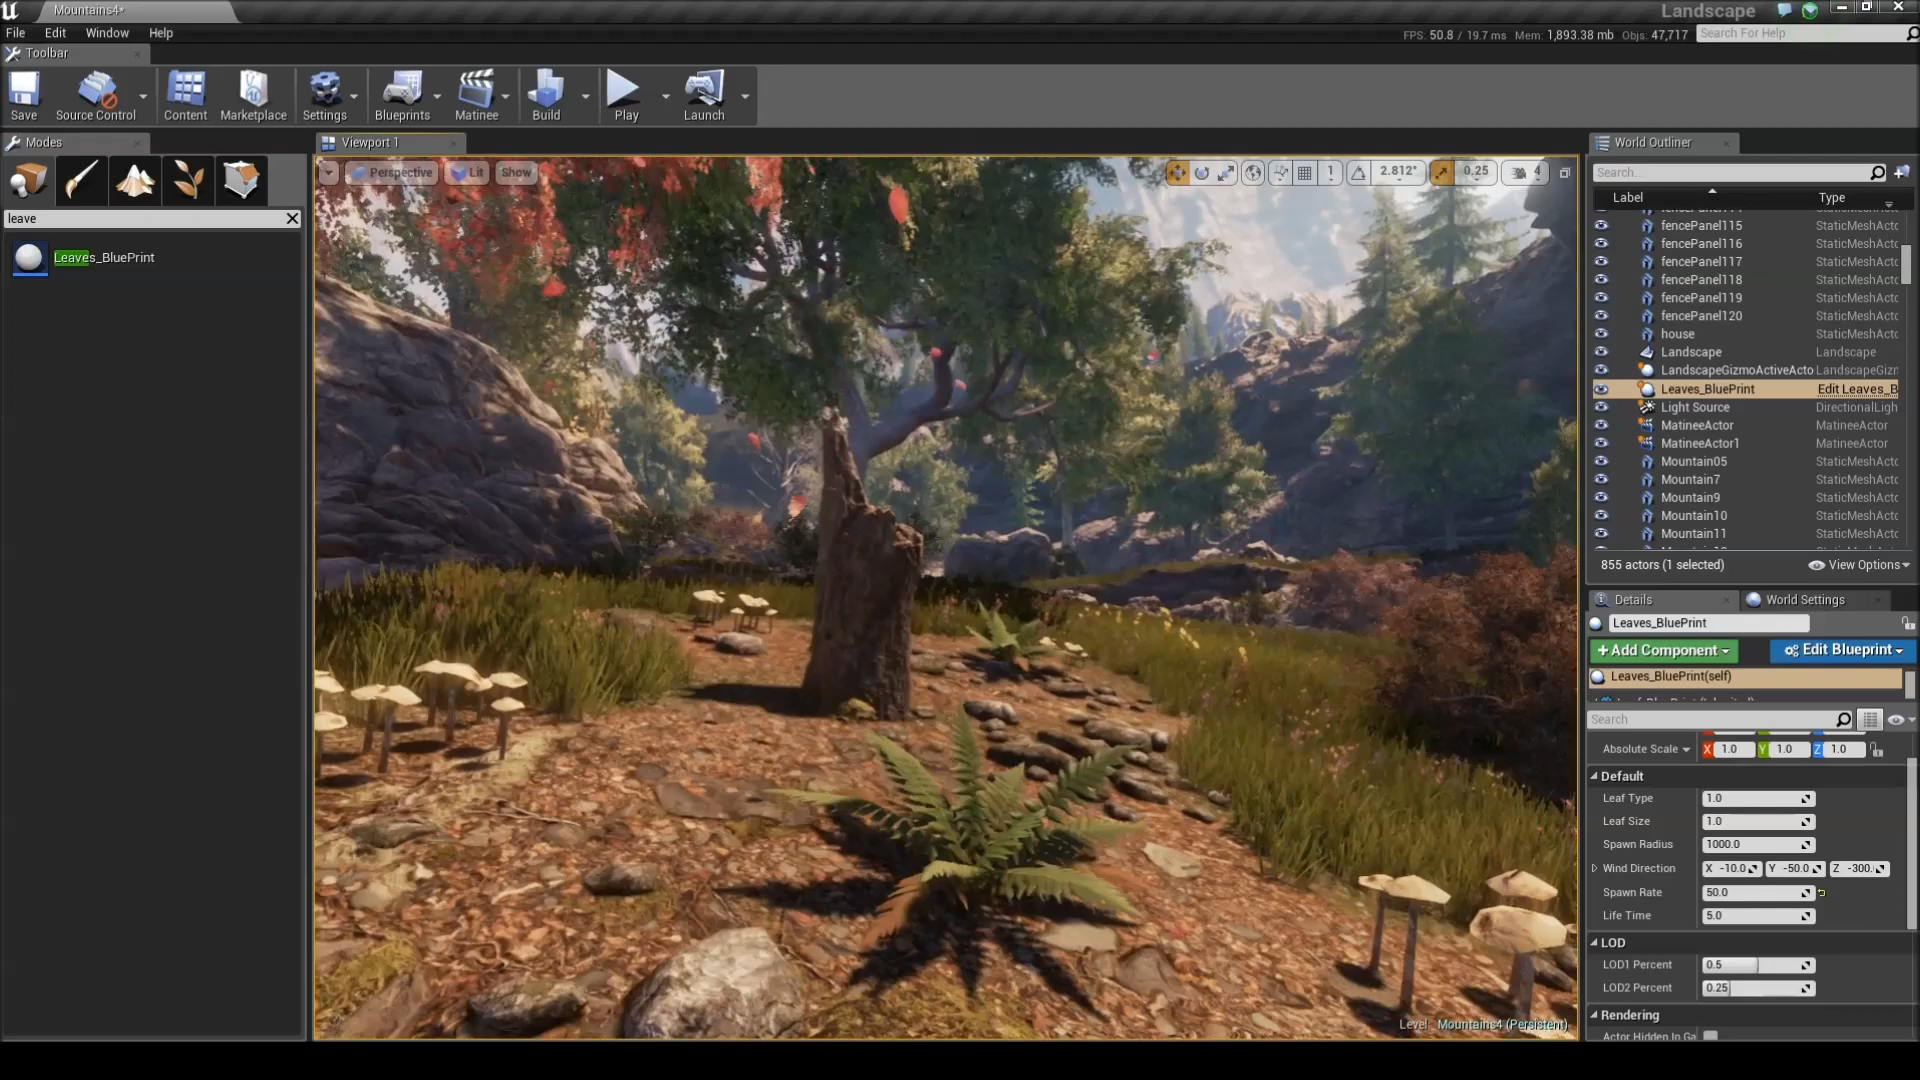 Mountains4*
Landscape
File Edit Window Help
FPS: 50.8 / 19.7 ms Mem: 1,893.38 mb Objs: 47,717
Search For Help
Toolbar
Save
Source Control
Content
Marketplace
Settings
Blueprints
Matinee
Build
Play
Launch
Modes
leave
Leaves_BluePrint
Viewport 1
Perspective
Lit
Show
1
2.812°
0.25
4
Level: Mountains4 (Persistent)
World Outliner
Search...
Label Type
fencePanel115 StaticMeshActo
fencePanel116 StaticMeshActo
fencePanel117 StaticMeshActo
fencePanel118 StaticMeshActo
fencePanel119 StaticMeshActo
fencePanel120 StaticMeshActo
house StaticMeshActo
Landscape Landscape
LandscapeGizmoActiveActo LandscapeGizn
Leaves_BluePrint Edit Leaves_B
Light Source DirectionalLigh
MatineeActor MatineeActor
MatineeActor1 MatineeActor
Mountain05 StaticMeshActo
Mountain7 StaticMeshActo
Mountain9 StaticMeshActo
Mountain10 StaticMeshActo
Mountain11 StaticMeshActo
855 actors (1 selected)
View Options
Details
World Settings
Leaves_BluePrint
+Add Component
Edit Blueprint
Leaves_BluePrint(self)
Search
Absolute Scale X 1.0 Y 1.0 Z 1.0
Default
Leaf Type 1.0
Leaf Size 1.0
Spawn Radius 1000.0
Wind Direction X -10.0 Y -50.0 Z -300.
Spawn Rate 50.0
Life Time 5.0
LOD
LOD1 Percent 0.5
LOD2 Percent 0.25
Rendering
Actor Hidden In Ga